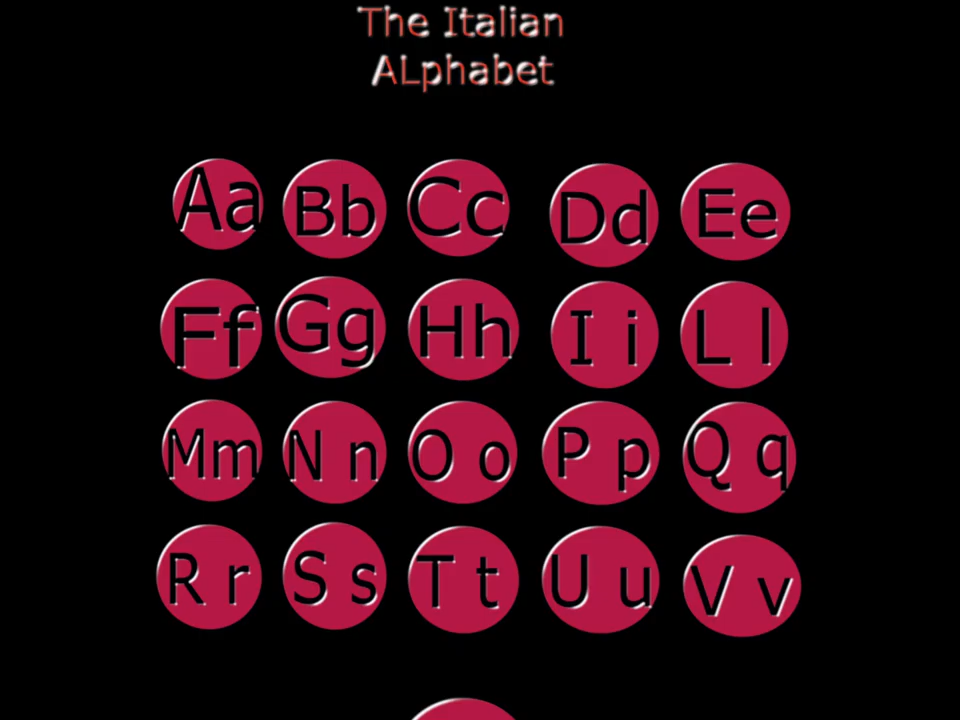 The Italian
ALphabet
Aa Bb Cc Dd Ee
Ff Gg Hh I i L l
Mm N n O o P p Q q
R r S s T t U u V v